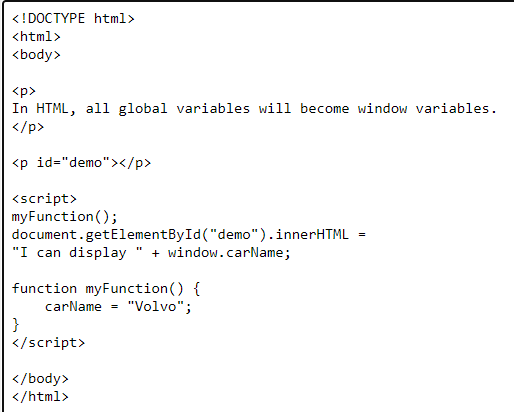 <!DOCTYPE html>
<html>
<body>
<p>
In HTML, all global variables will become window variables.
</p>
<p id="demo"></p>
<script>
myFunction();
document.getElementById("demo").innerHTML =
"I can display " + window.carName;
function myFunction() {
    carName = "Volvo";
}
</script>
</body>
</html>